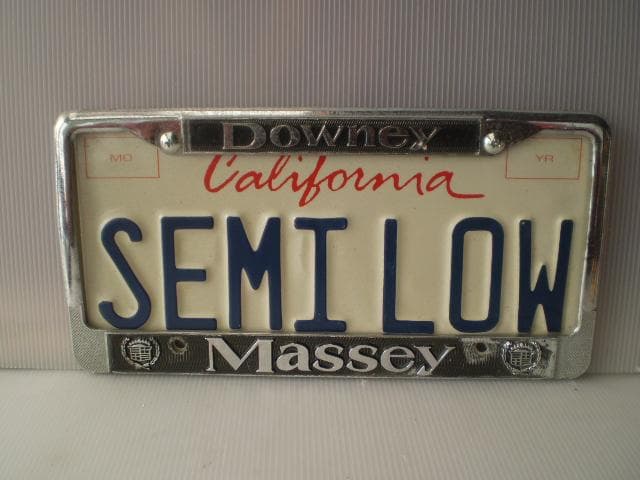 Downey
MO YR
California
SEMI LOW
Massey